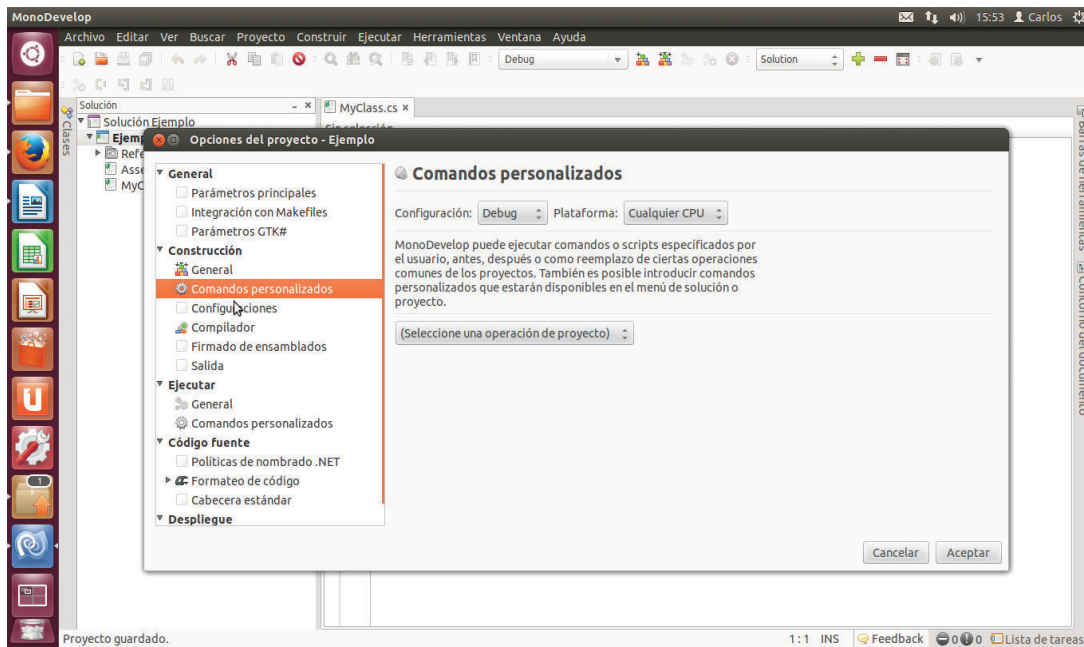 MonoDevelop
15:53 Carlos
Archivo Editar Ver Buscar Proyecto Construir Ejecutar Herramientas Ventana Ayuda
Debug
Solution
Clases
Solución
MyClass.cs
Solución Ejemplo
Opciones del proyecto - Ejemplo
General
Parámetros principales
Integración con Makefiles
Parámetros GTK#
Construcción
General
Comandos personalizados
Configuraciones
Compilador
Firmado de ensamblados
Salida
Ejecutar
General
Comandos personalizados
Código fuente
Políticas de nombrado .NET
Formateo de código
Cabecera estándar
Despliegue
Comandos personalizados
Configuración: Debug Plataforma: Cualquier CPU
MonoDevelop puede ejecutar comandos o scripts específicados por
el usuario, antes, después o como reemplazo de ciertas operaciones
comunes de los proyectos. También es posible introducir comandos
personalizados que estarán disponibles en el menú de solución o
proyecto.
(Seleccione una operación de proyecto)
Cancelar Aceptar
1
Proyecto guardado.
1 : 1 INS Feedback 0 0 Lista de tareas